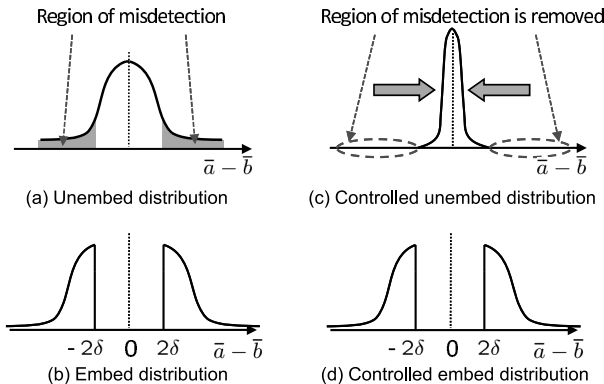 Region of misdetection
a̅ − b̅
(a) Unembed distribution
Region of misdetection is removed
a̅ − b̅
(c) Controlled unembed distribution
- 2δ 0 2δ a̅ − b̅
(b) Embed distribution
- 2δ 0 2δ a̅ − b̅
(d) Controlled embed distribution